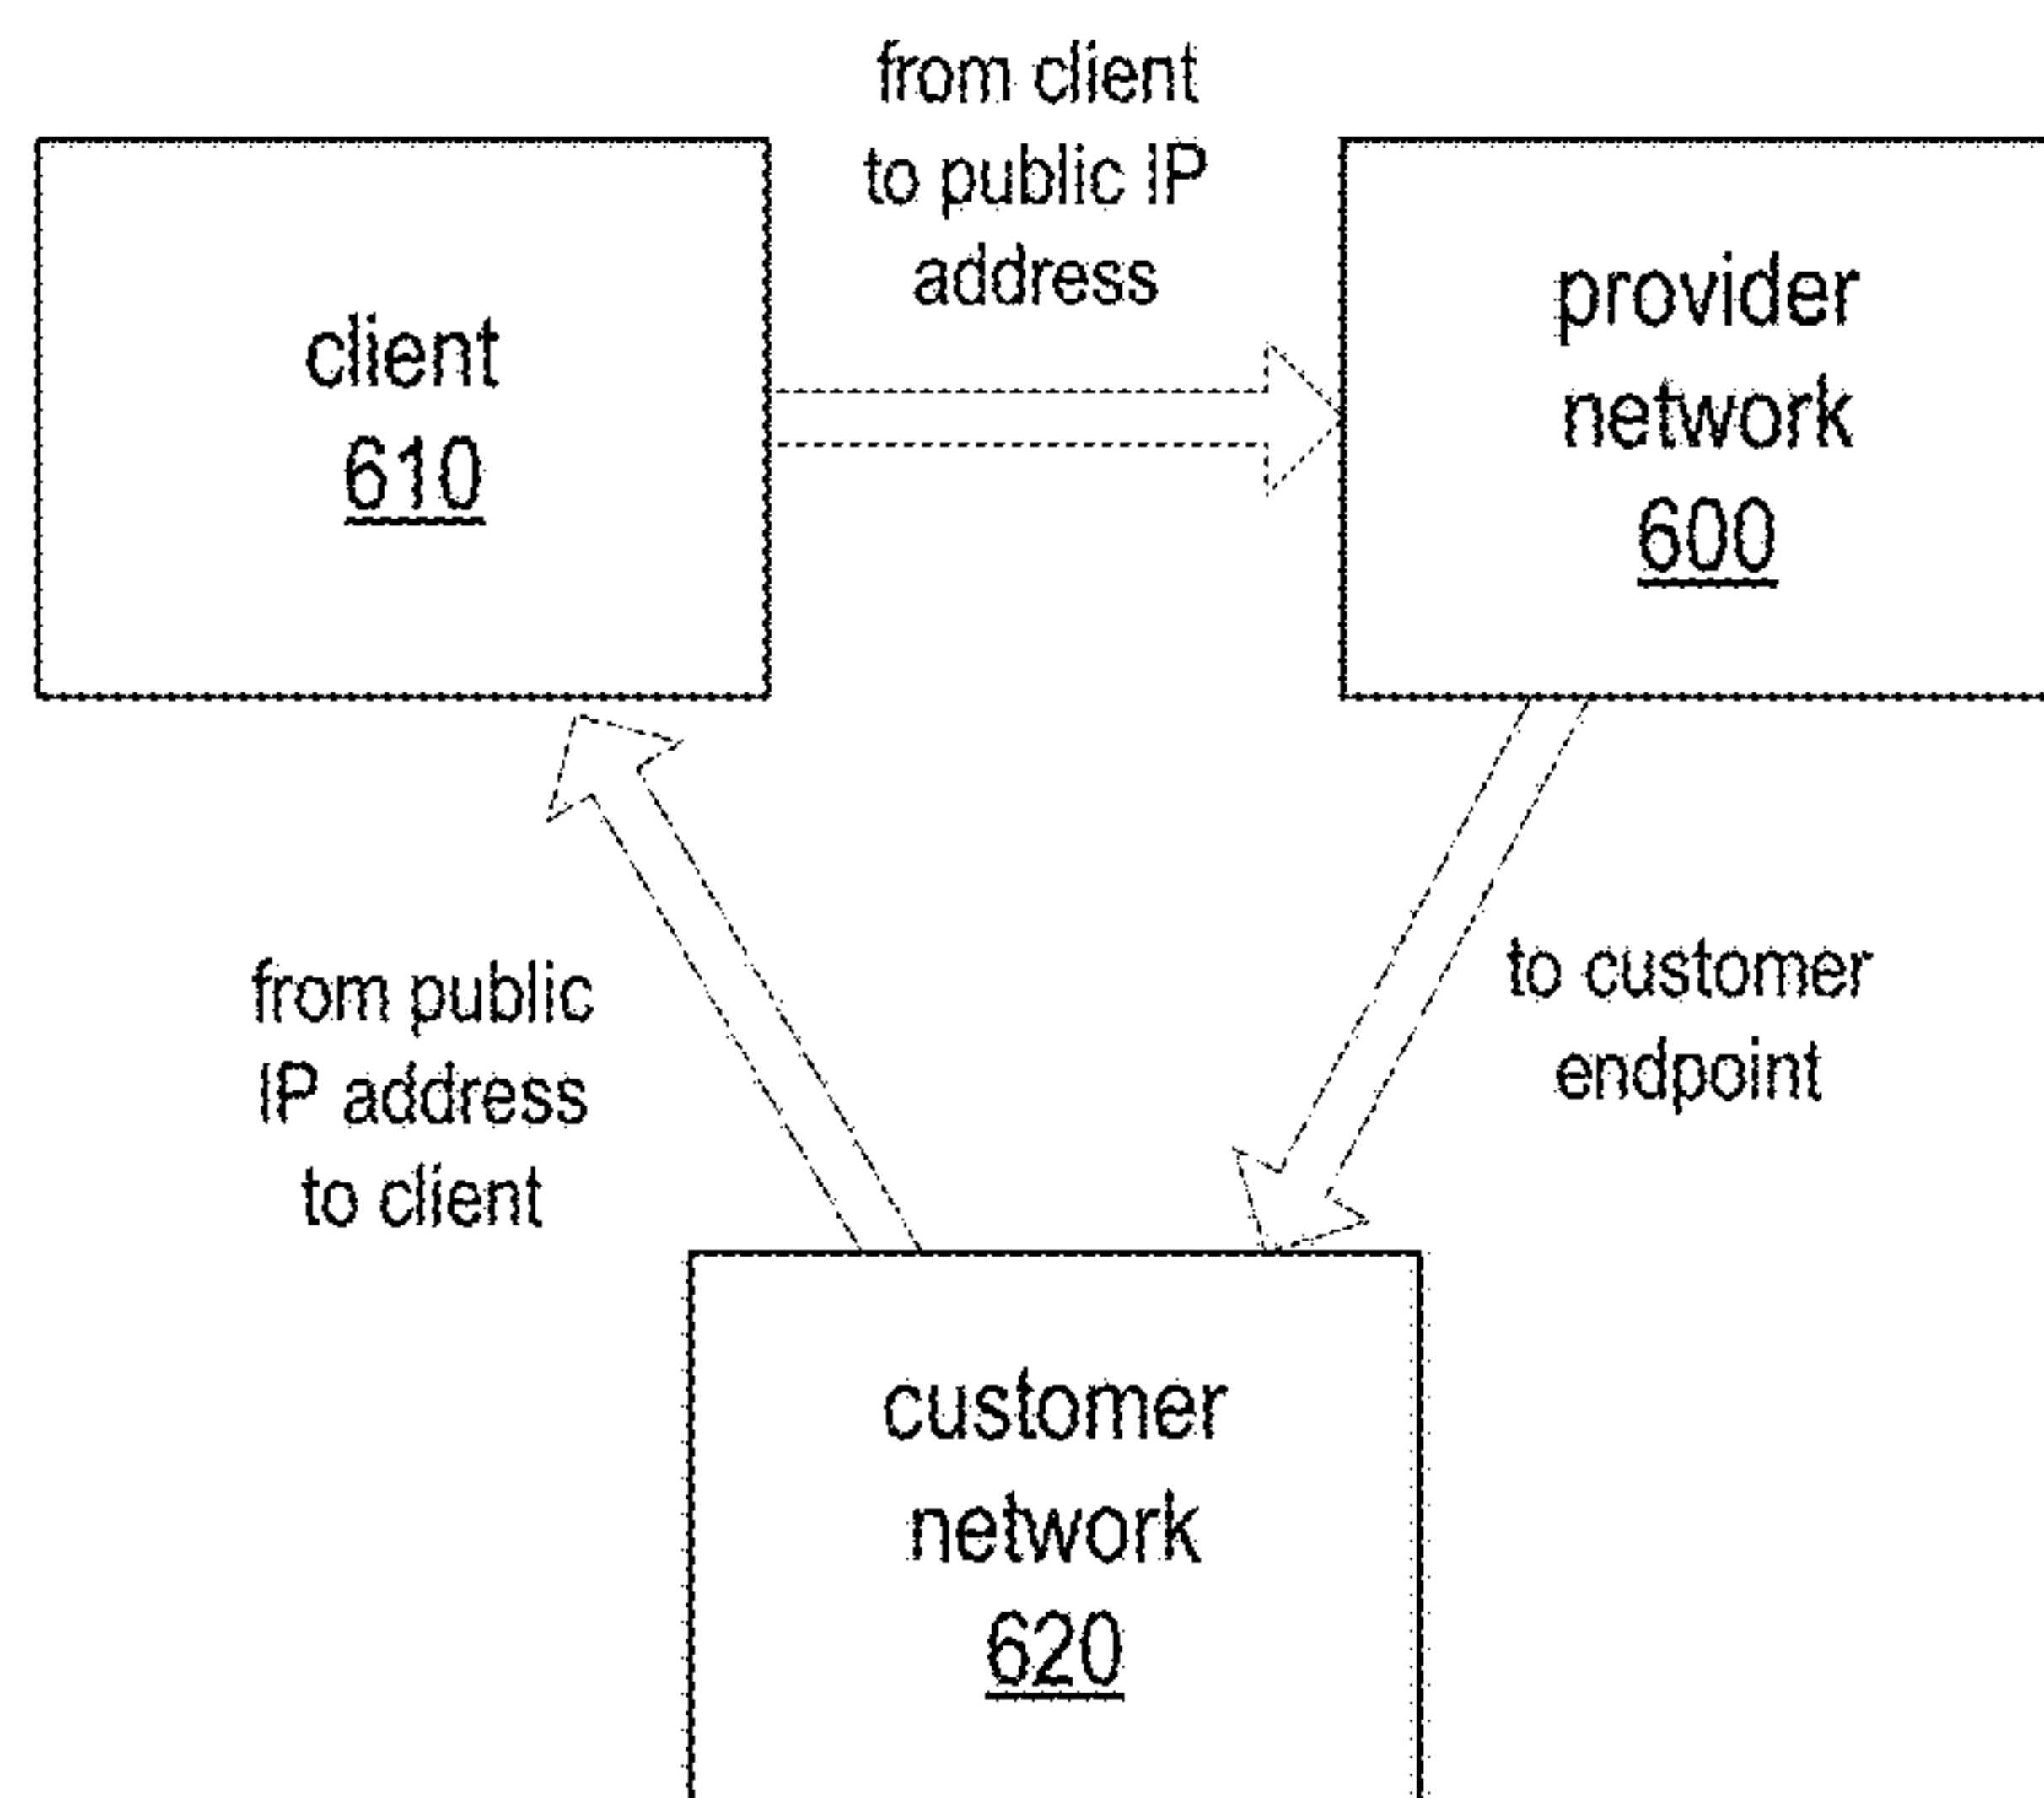 from client
to public IP
address
client
610
provider
network
600
from public
IP address
to client
to customer
endpoint
customer
network
620